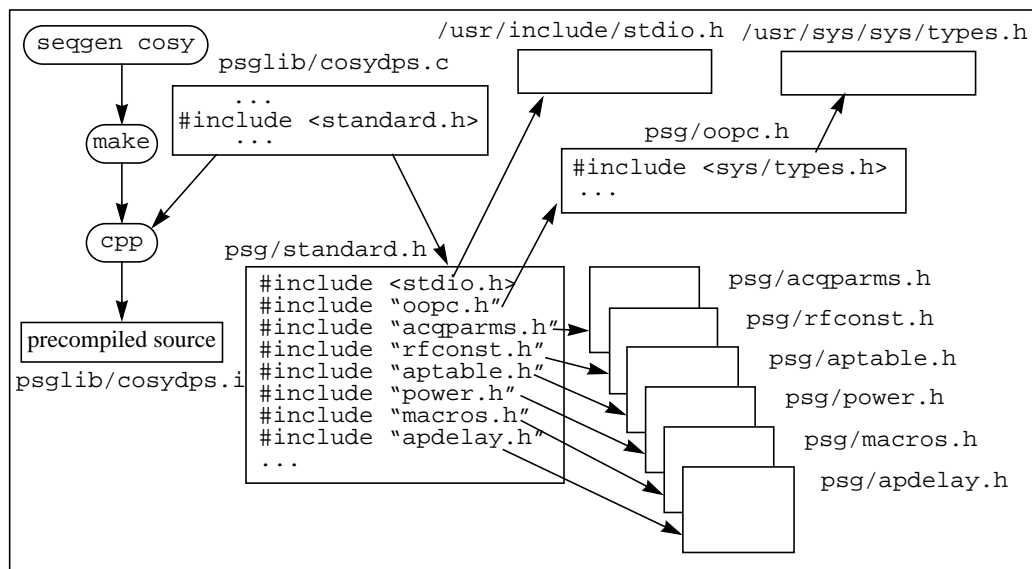 seqgen cosy
make
cpp
precompiled source
psglib/cosydps.i
psglib/cosydps.c
...
#include <standard.h>
...
/usr/include/stdio.h
/usr/sys/sys/types.h
psg/oopc.h
#include <sys/types.h>
...
psg/standard.h
#include <stdio.h>
#include “oopc.h”
#include “acqparms.h”
#include “rfconst.h”
#include “aptable.h”
#include “power.h”
#include “macros.h”
#include “apdelay.h”
...
psg/acqparms.h
psg/rfconst.h
psg/aptable.h
psg/power.h
psg/macros.h
psg/apdelay.h